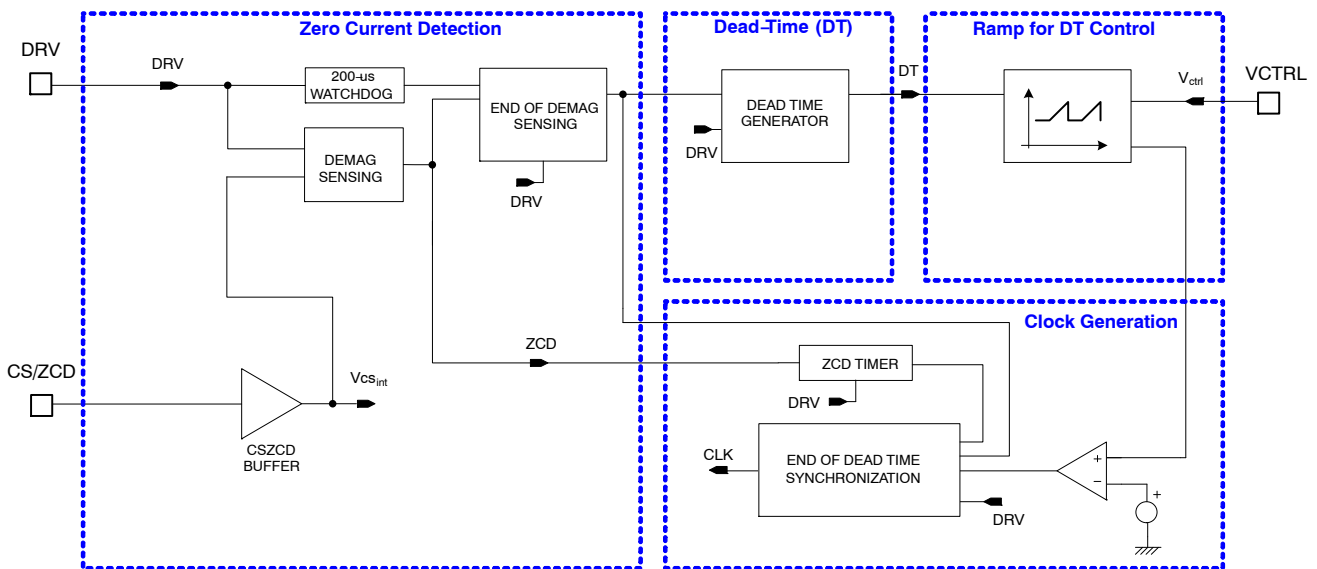 Zero Current Detection
Dead-Time (DT)
Ramp for DT Control
DRV
DRV
200-us
WATCHDOG
END OF DEMAG
SENSING
DRV
DEMAG
SENSING
DEAD TIME
GENERATOR
DRV
DT
Vctrl
VCTRL
Clock Generation
CS/ZCD
CSZCD
BUFFER
Vcsint
ZCD
ZCD TIMER
DRV
CLK
END OF DEAD TIME
SYNCHRONIZATION
DRV
+
−
+